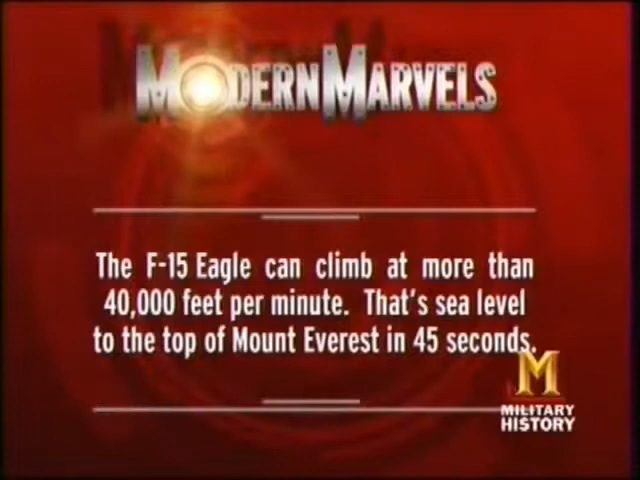 MODERN MARVELS
The F-15 Eagle can climb at more than
40,000 feet per minute. That's sea level
to the top of Mount Everest in 45 seconds.
M
MILITARY
HISTORY